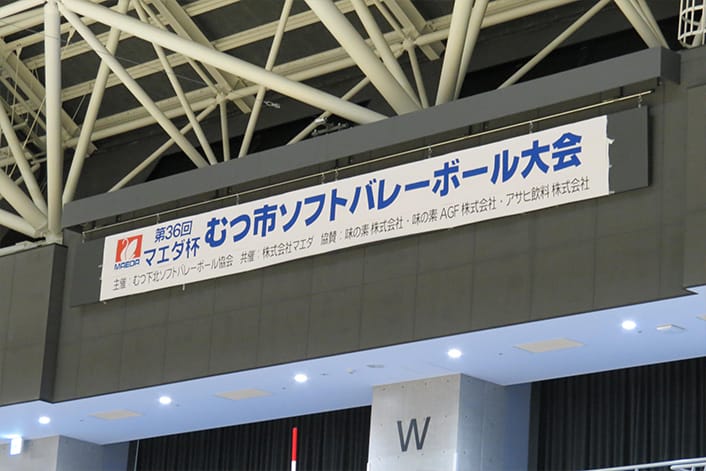 第36回
マエダ杯 むつ市ソフトバレーボール大会
MAEDA
主催：むつ下北ソフトバレーボール協会 共催：株式会社マエダ 協賛：味の素株式会社・味の素AGF株式会社・アサヒ飲料株式会社
W